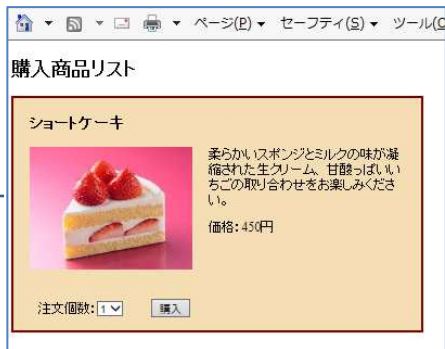 ページ(P) セーフティ(S) ツール(O
購入商品リスト
ショートケーキ
柔らかいスポンジとミルクの味が凝
縮された生クリーム、甘酸っぱいい
ちごの取り合わせをお楽しみくださ
い。
価格: 450円
注文個数: 1 購入